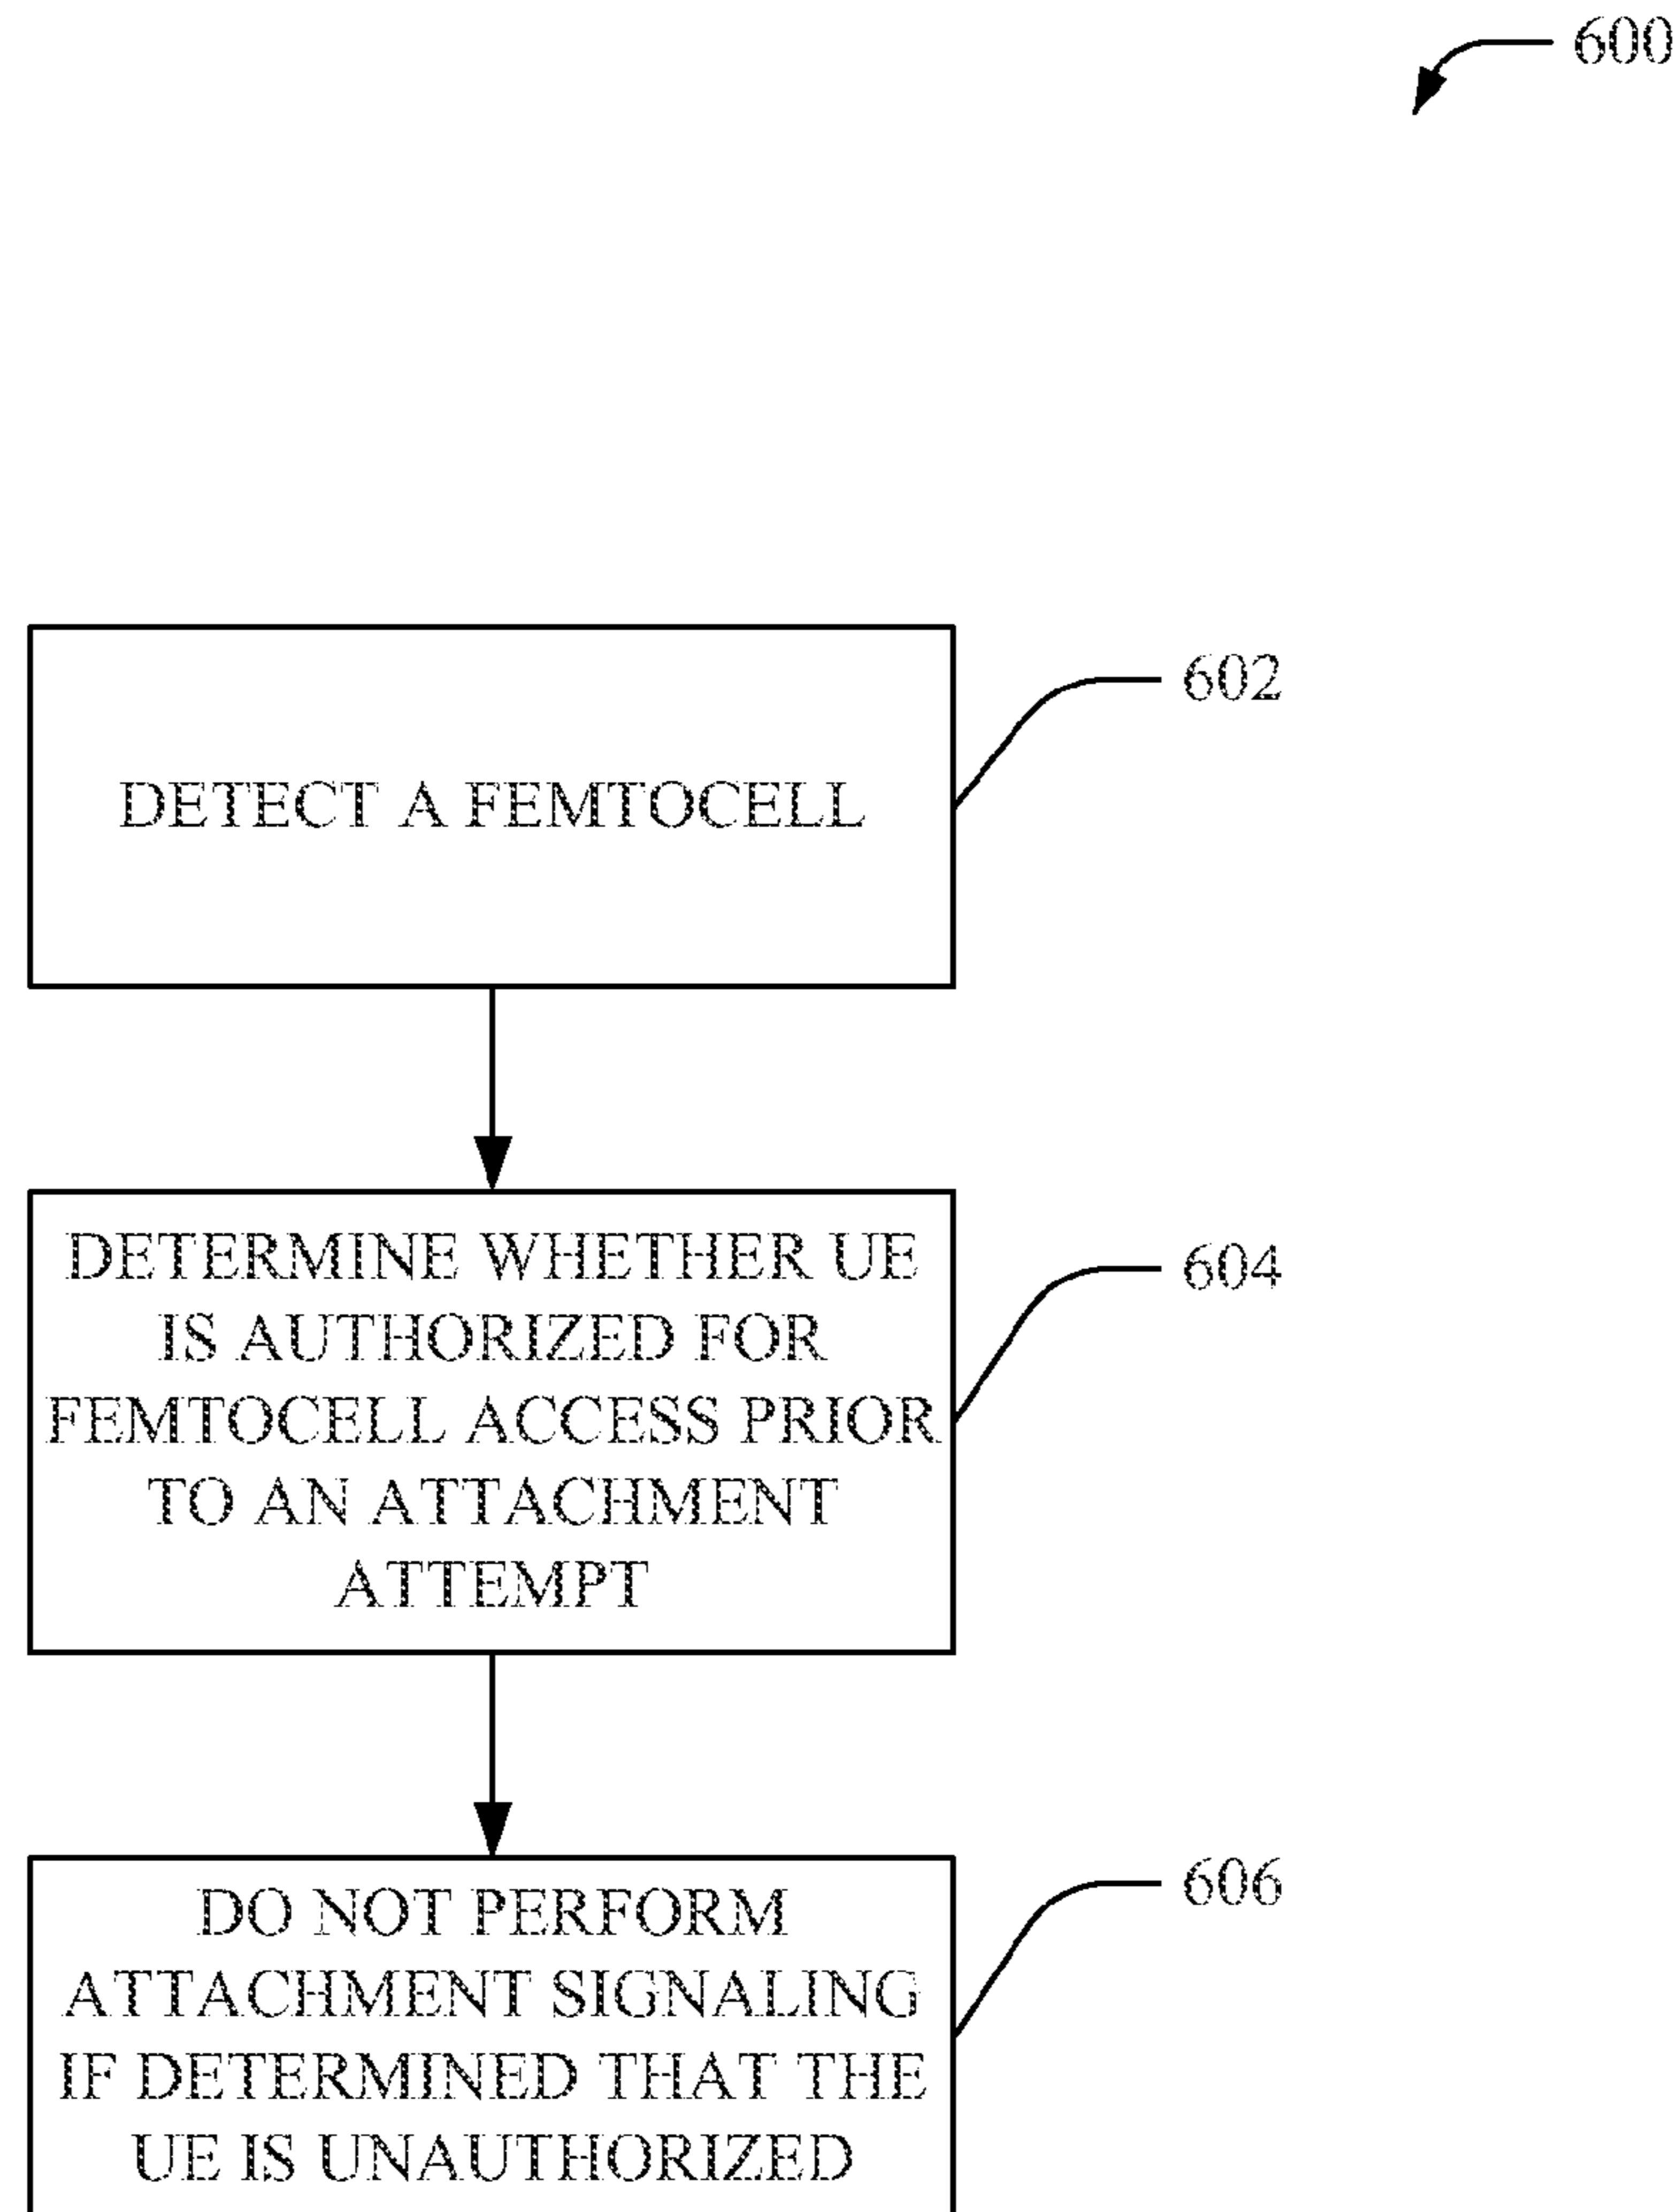 600
DETECT A FEMTOCELL
602
DETERMINE WHETHER UE
IS AUTHORIZED FOR
FEMTOCELL ACCESS PRIOR
TO AN ATTACHMENT
ATTEMPT
604
DO NOT PERFORM
ATTACHMENT SIGNALING
IF DETERMINED THAT THE
UE IS UNAUTHORIZED
606